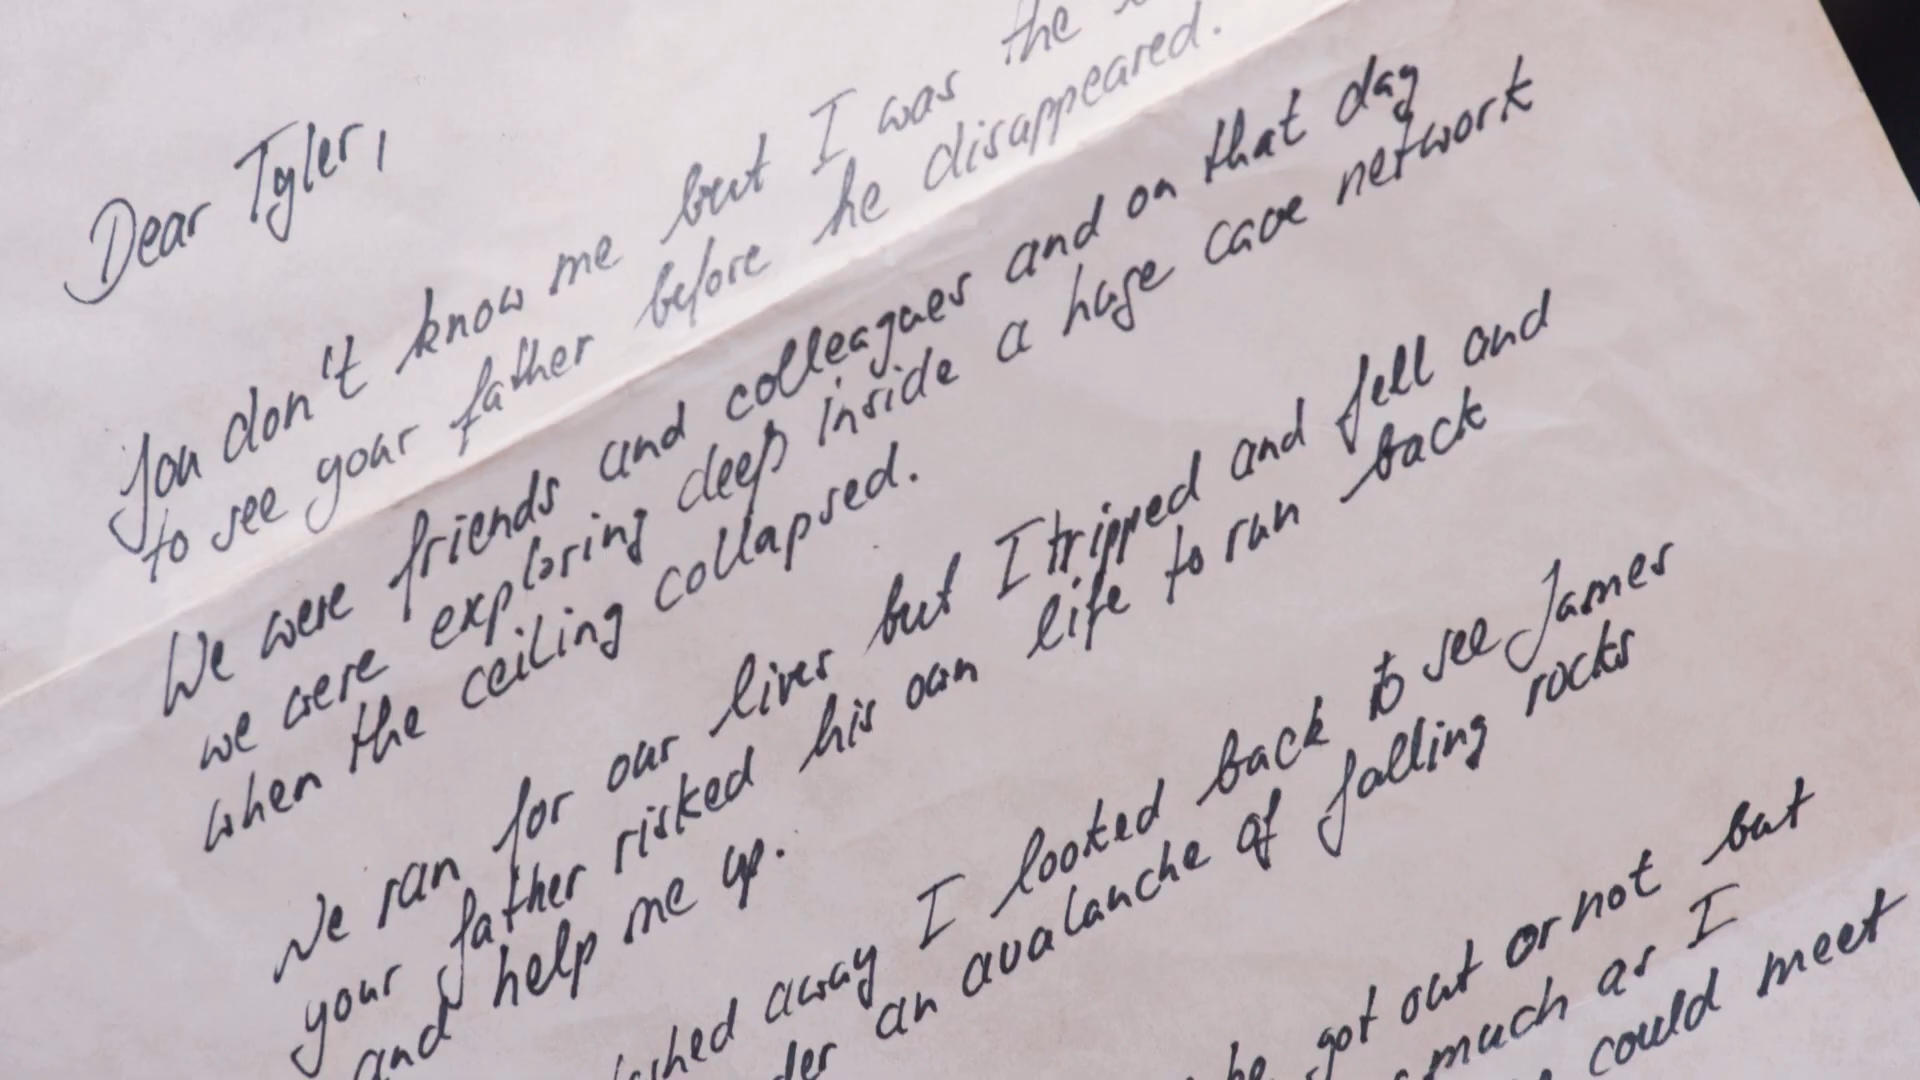 Dear Tyler,
You don't know me but I was the
to see your father before he disappeared.
We were friends and colleagues and on that day
we were exploring deep inside a huge cave network
when the ceiling collapsed.
We ran for our lives but I tripped and fell and
your father risked his own life to run back
and help me up.
away I looked back to see James
an avalanche of falling rocks
got out or not but
much as I
could meet